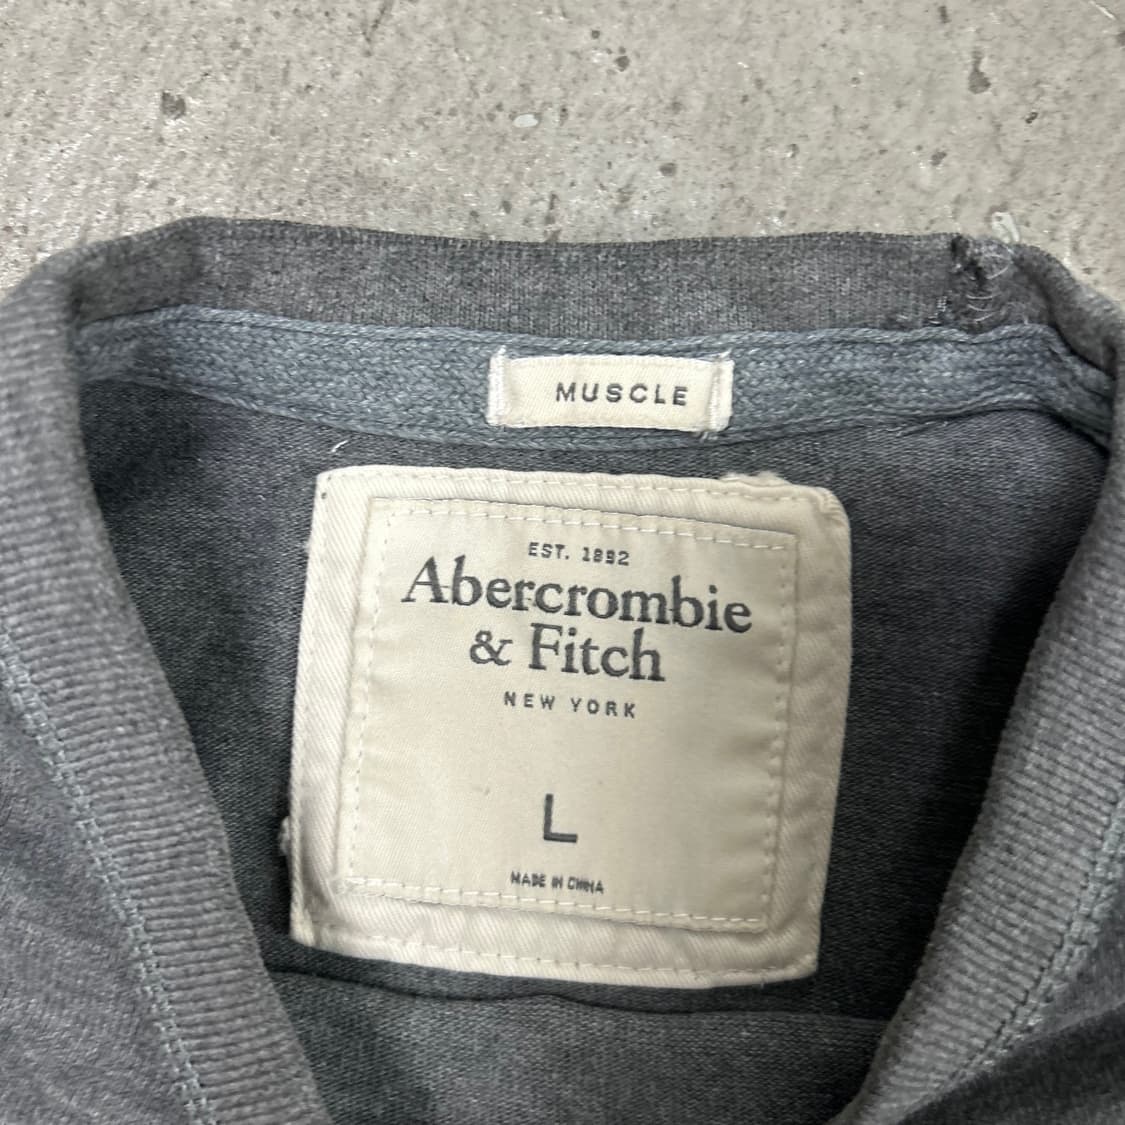 MUSCLE
EST. 1892
Abercrombie
& Fitch
NEW YORK
L
MADE IN CHINA